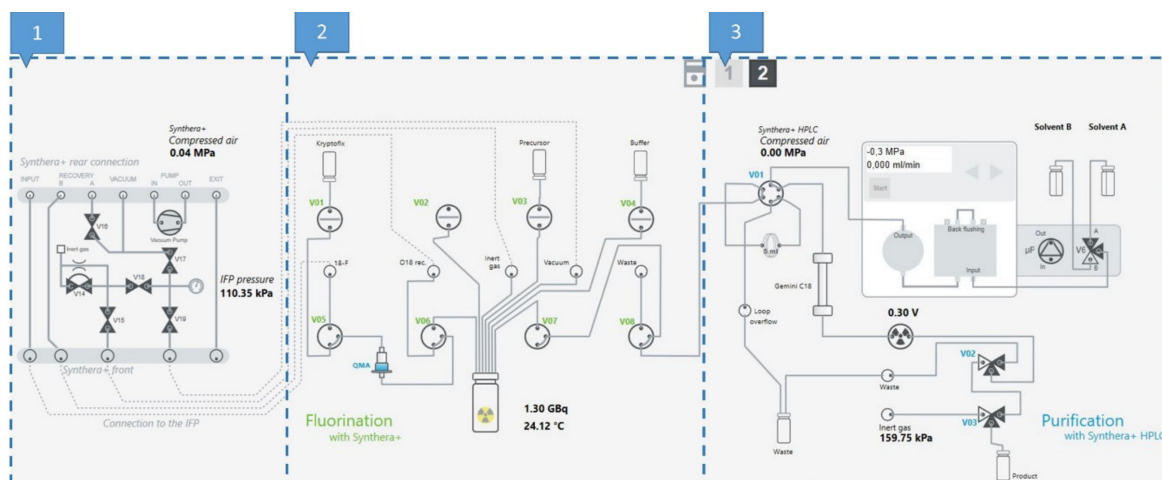 1
2
3
1
2
Synthera+
Compressed air
0.04 MPa
Synthera+ rear connection
INPUT
RECOVERY
B
A
VACUUM
PUMP
IN
OUT
EXIT
V16
Vacuum Pump
Inert gas
V17
V14
V18
IFP pressure
110.35 kPa
V15
V19
Synthera+ front
Connection to the IFP
Kryptofix
Precursor
Buffer
V01
V02
V03
V04
18-F
O18 rec.
Inert
gas
Vacuum
Waste
V05
V06
V07
V08
QMA
Fluorination
with Synthera+
1.30 GBq
24.12 °C
Synthera+ HPLC
Compressed air
0.00 MPa
V01
5 ml
Gemini C18
Loop
overflow
-0,3 MPa
0,000 ml/min
Start
Output
Back flushing
Input
Solvent B
Solvent A
Out
µF
In
A
V6
B
0.30 V
V02
Waste
Inert gas
159.75 kPa
V03
Waste
Product
Purification
with Synthera+ HPLC